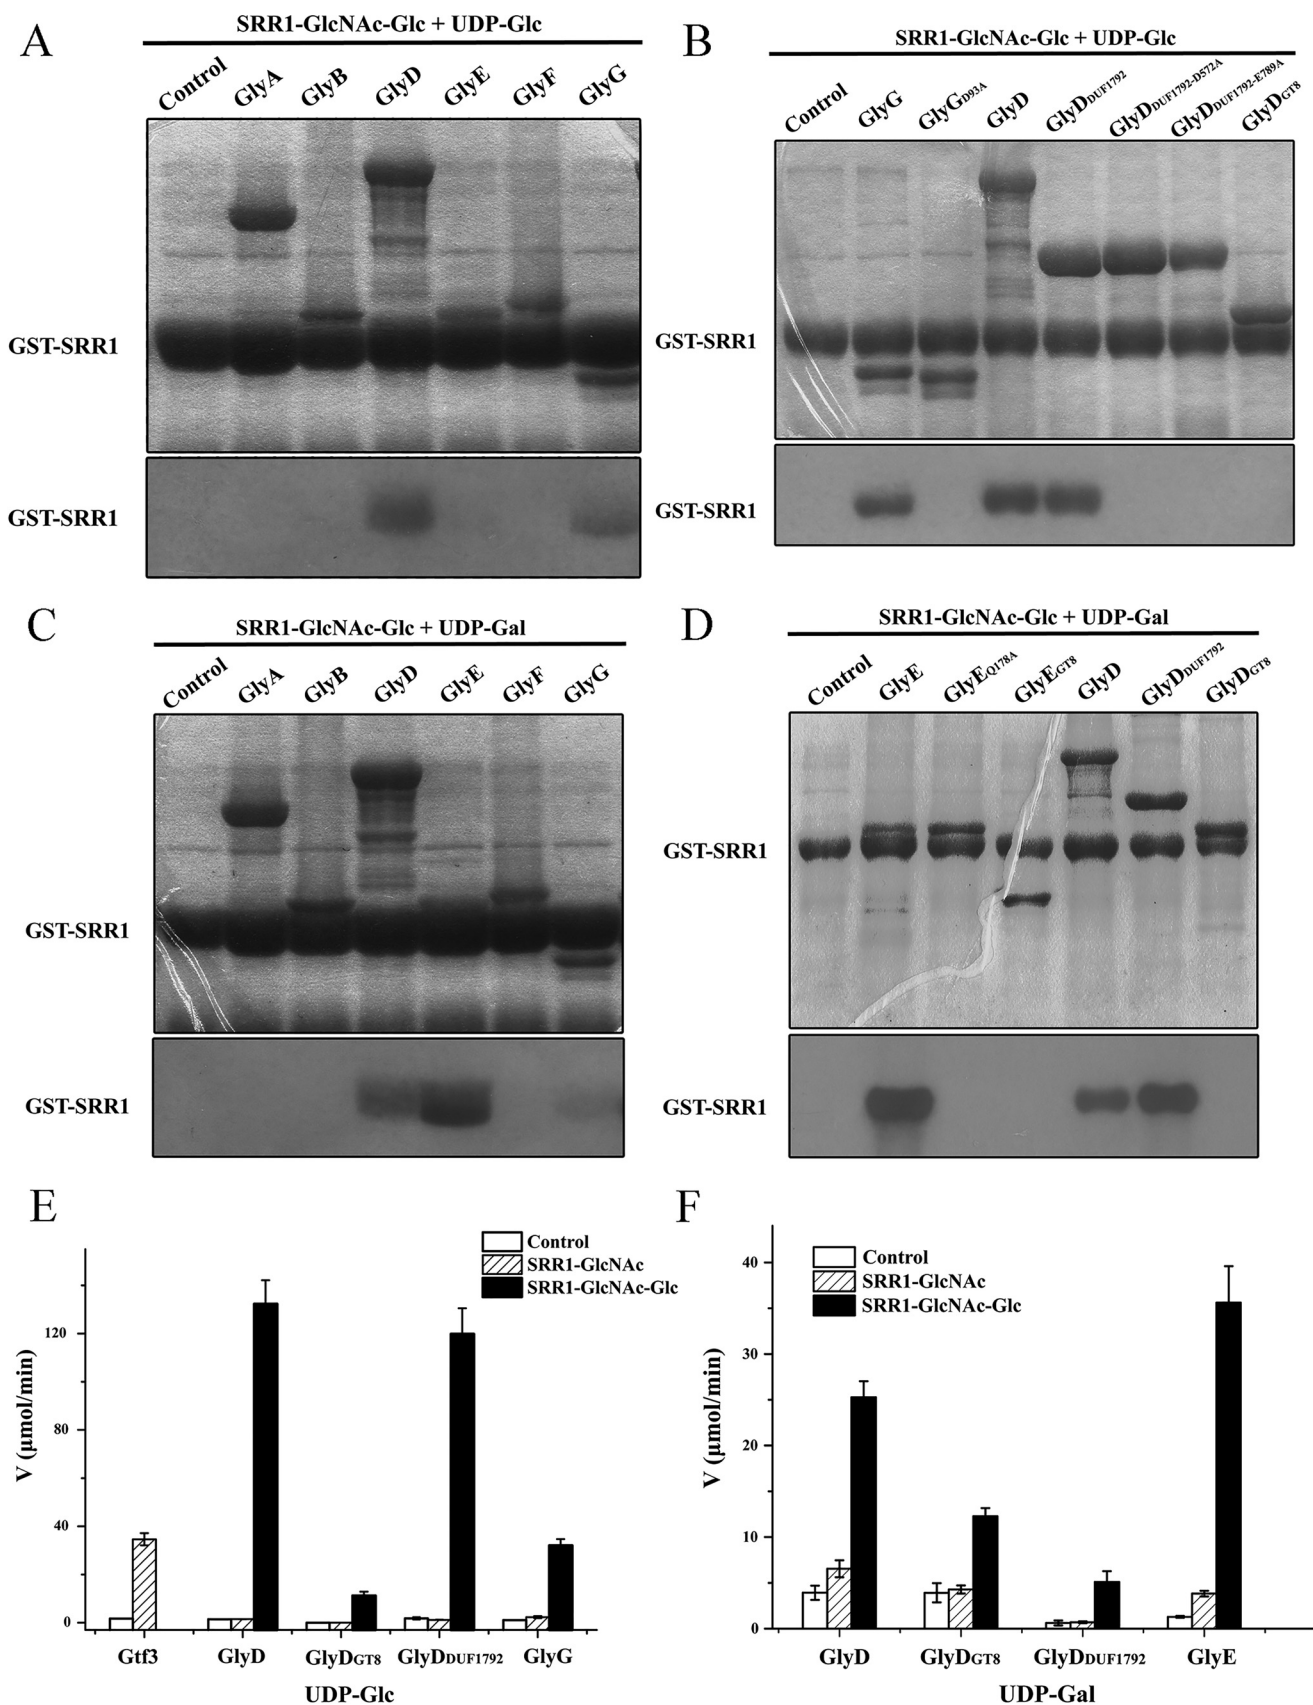 A
SRR1-GlcNAc-Glc + UDP-Glc
Control GlyA GlyB GlyD GlyE GlyF GlyG
GST-SRR1
GST-SRR1
B
SRR1-GlcNAc-Glc + UDP-Glc
Control GlyG GlyGD93A GlyD GlyDDUF1792 GlyDDUF1792-D572A GlyDDUF1792-E789A GlyDGT8
GST-SRR1
GST-SRR1
C
SRR1-GlcNAc-Glc + UDP-Gal
Control GlyA GlyB GlyD GlyE GlyF GlyG
GST-SRR1
GST-SRR1
D
SRR1-GlcNAc-Glc + UDP-Gal
Control GlyE GlyEQ178A GlyEGT8 GlyD GlyDDUF1792 GlyDGT8
GST-SRR1
GST-SRR1
E
Control
SRR1-GlcNAc
SRR1-GlcNAc-Glc
V (μmol/min)
120
80
40
0
Gtf3 GlyD GlyDGT8 GlyDDUF1792 GlyG
UDP-Glc
F
Control
SRR1-GlcNAc
SRR1-GlcNAc-Glc
V (μmol/min)
40
30
20
10
0
GlyD GlyDGT8 GlyDDUF1792 GlyE
UDP-Gal